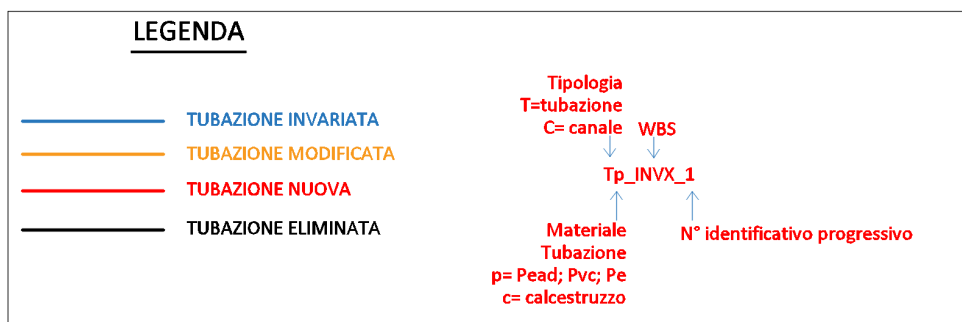 LEGENDA
TUBAZIONE INVARIATA
TUBAZIONE MODIFICATA
TUBAZIONE NUOVA
TUBAZIONE ELIMINATA
Tipologia
T=tubazione
C= canale
WBS
Tp_INVX_1
Materiale
Tubazione
p= Pead; Pvc; Pe
c= calcestruzzo
N° identificativo progressivo